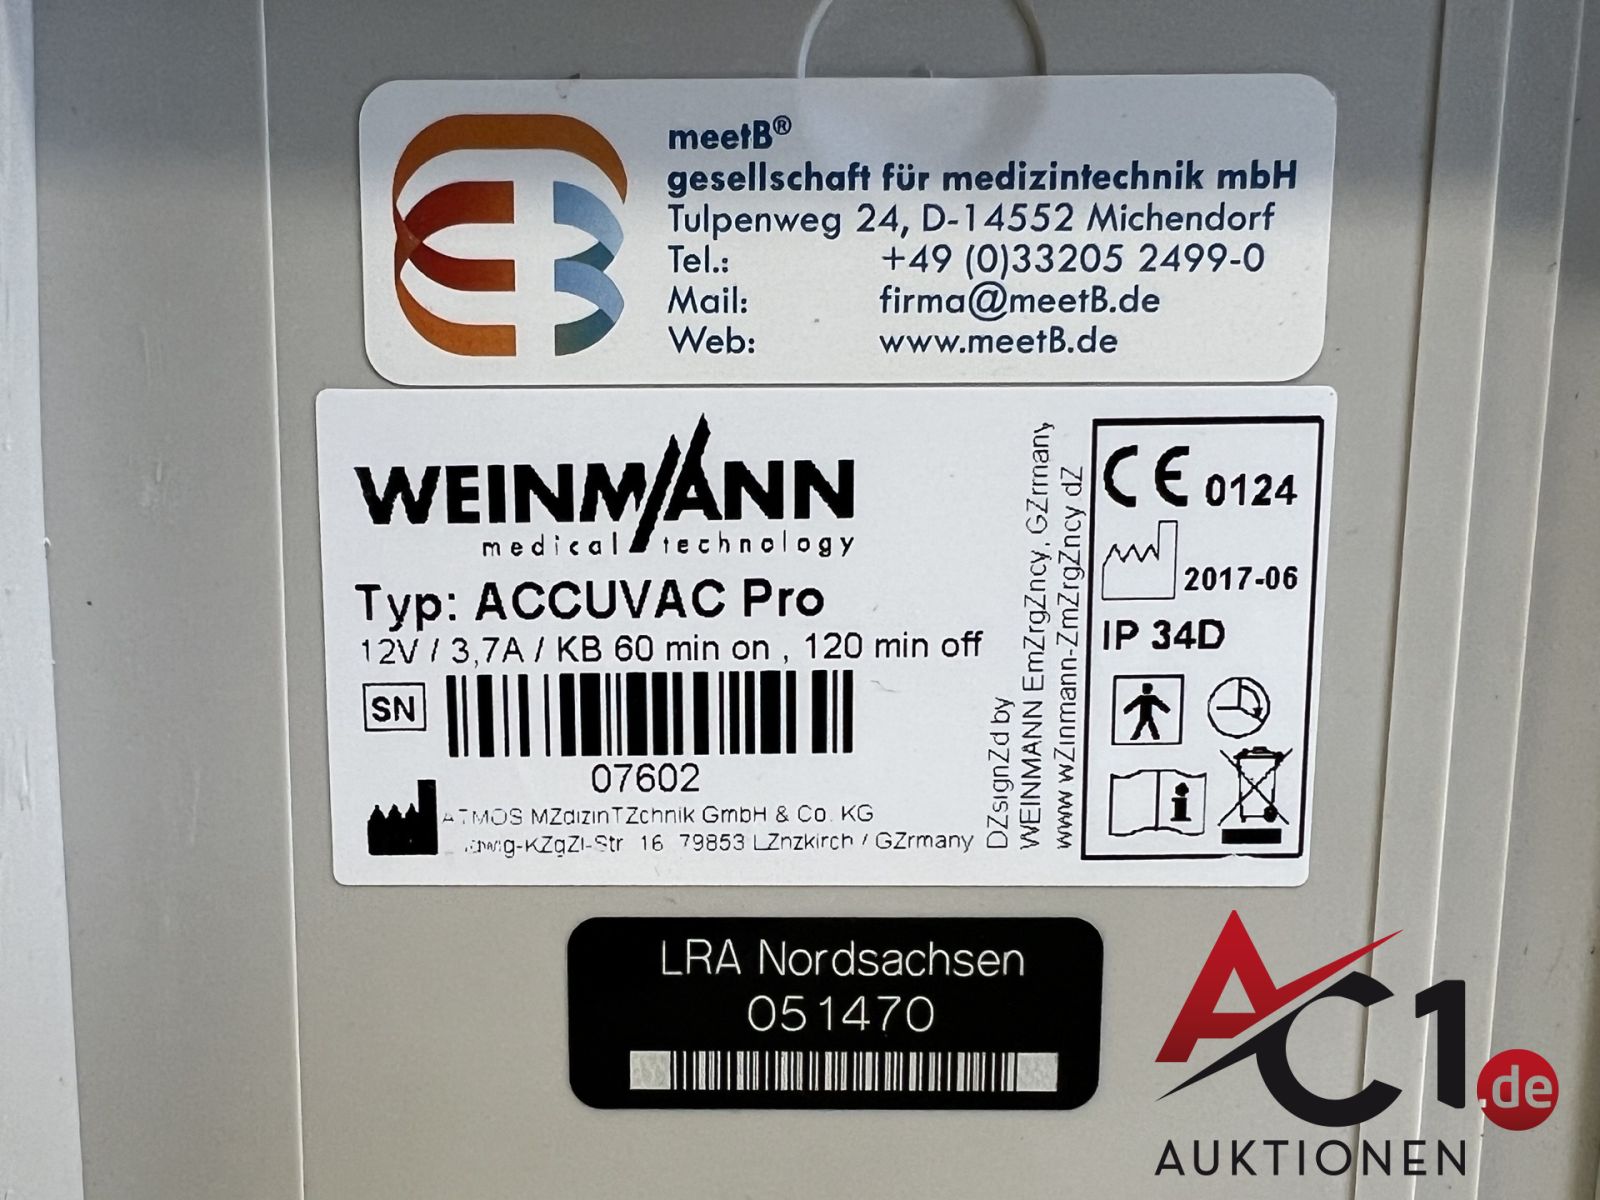 meetB®
gesellschaft für medizintechnik mbH
Tulpenweg 24, D-14552 Michendorf
Tel.: +49 (0)33205 2499-0
Mail: firma@meetB.de
Web: www.meetB.de
WEINMANN
medical technology
Typ: ACCUVAC Pro
12V / 3,7A / KB 60 min on , 120 min off
SN
07602
ATMOS MZdizinTZchnik GmbH & Co. KG
16 79853 LZnzkirch / GZrmany
DZsignZd by
WEINMANN EmZrgZncy, GZrmany
www wZinmann-ZmZrgZncy dZ
CE 0124
2017-06
IP 34D
i
LRA Nordsachsen
051470
AC1.de
AUKTIONEN